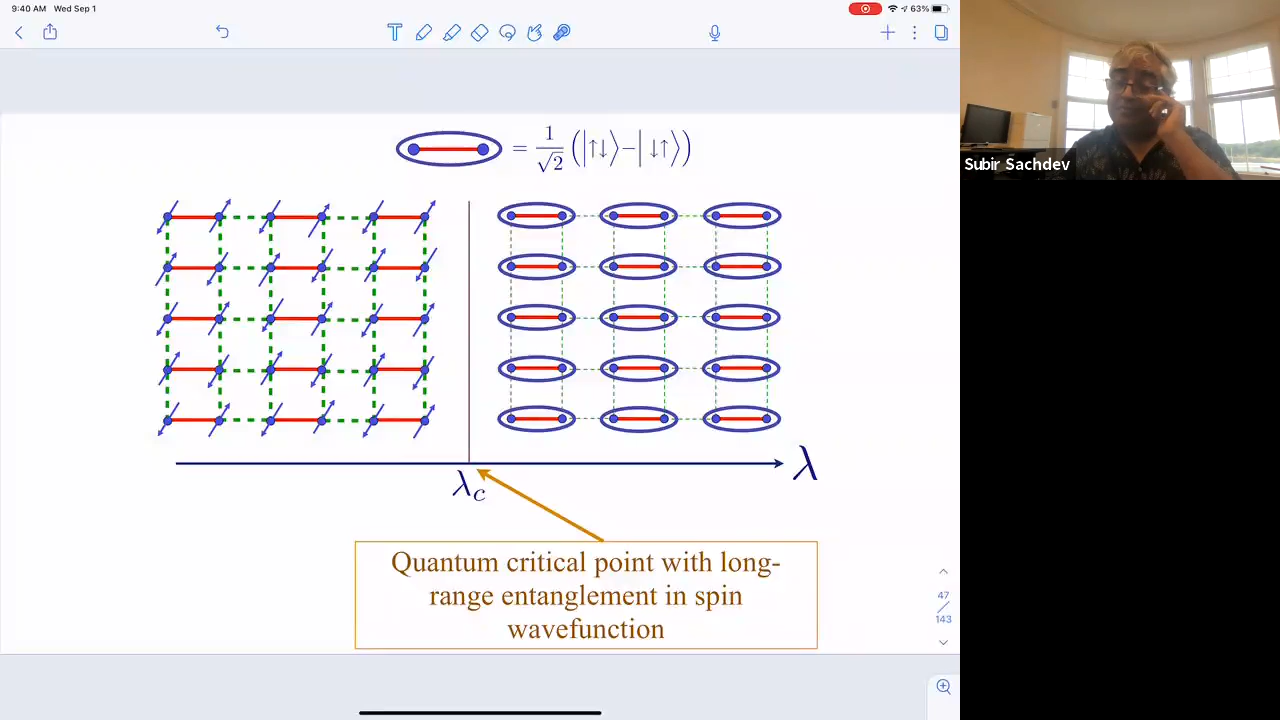 9:40 AM Wed Sep 1
63%
T
= 1/√2 (|↑↓⟩−|↓↑⟩)
Subir Sachdev
λ
λc
Quantum critical point with long-
range entanglement in spin
wavefunction
47
143